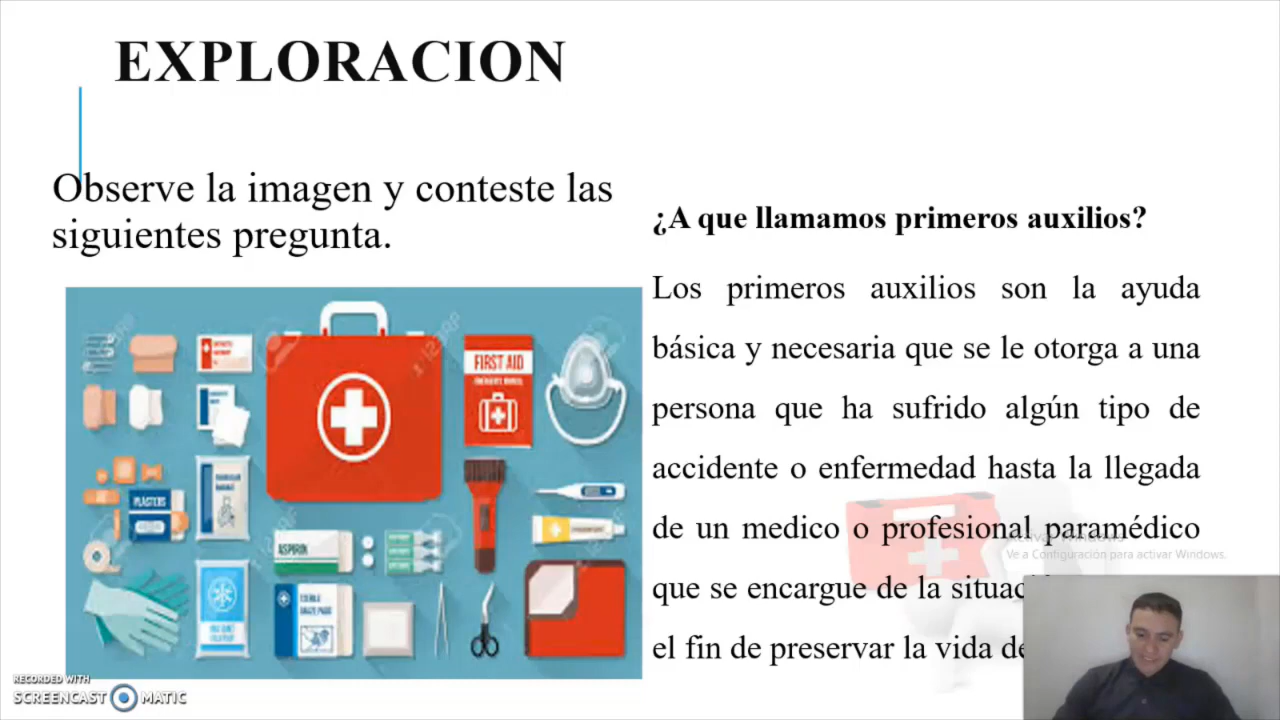 EXPLORACION
Observe la imagen y conteste las
siguientes pregunta.
¿A que llamamos primeros auxilios?
Los primeros auxilios son la ayuda
básica y necesaria que se le otorga a una
persona que ha sufrido algún tipo de
accidente o enfermedad hasta la llegada
de un medico o profesional paramédico
que se encargue de la
el fin de preservar la vida
FIRST AID
PLASTERS
ASPIRIN
Activar Windows
Ve a Configuración para activar Windows.
RECORDED WITH
SCREENCAST MATIC